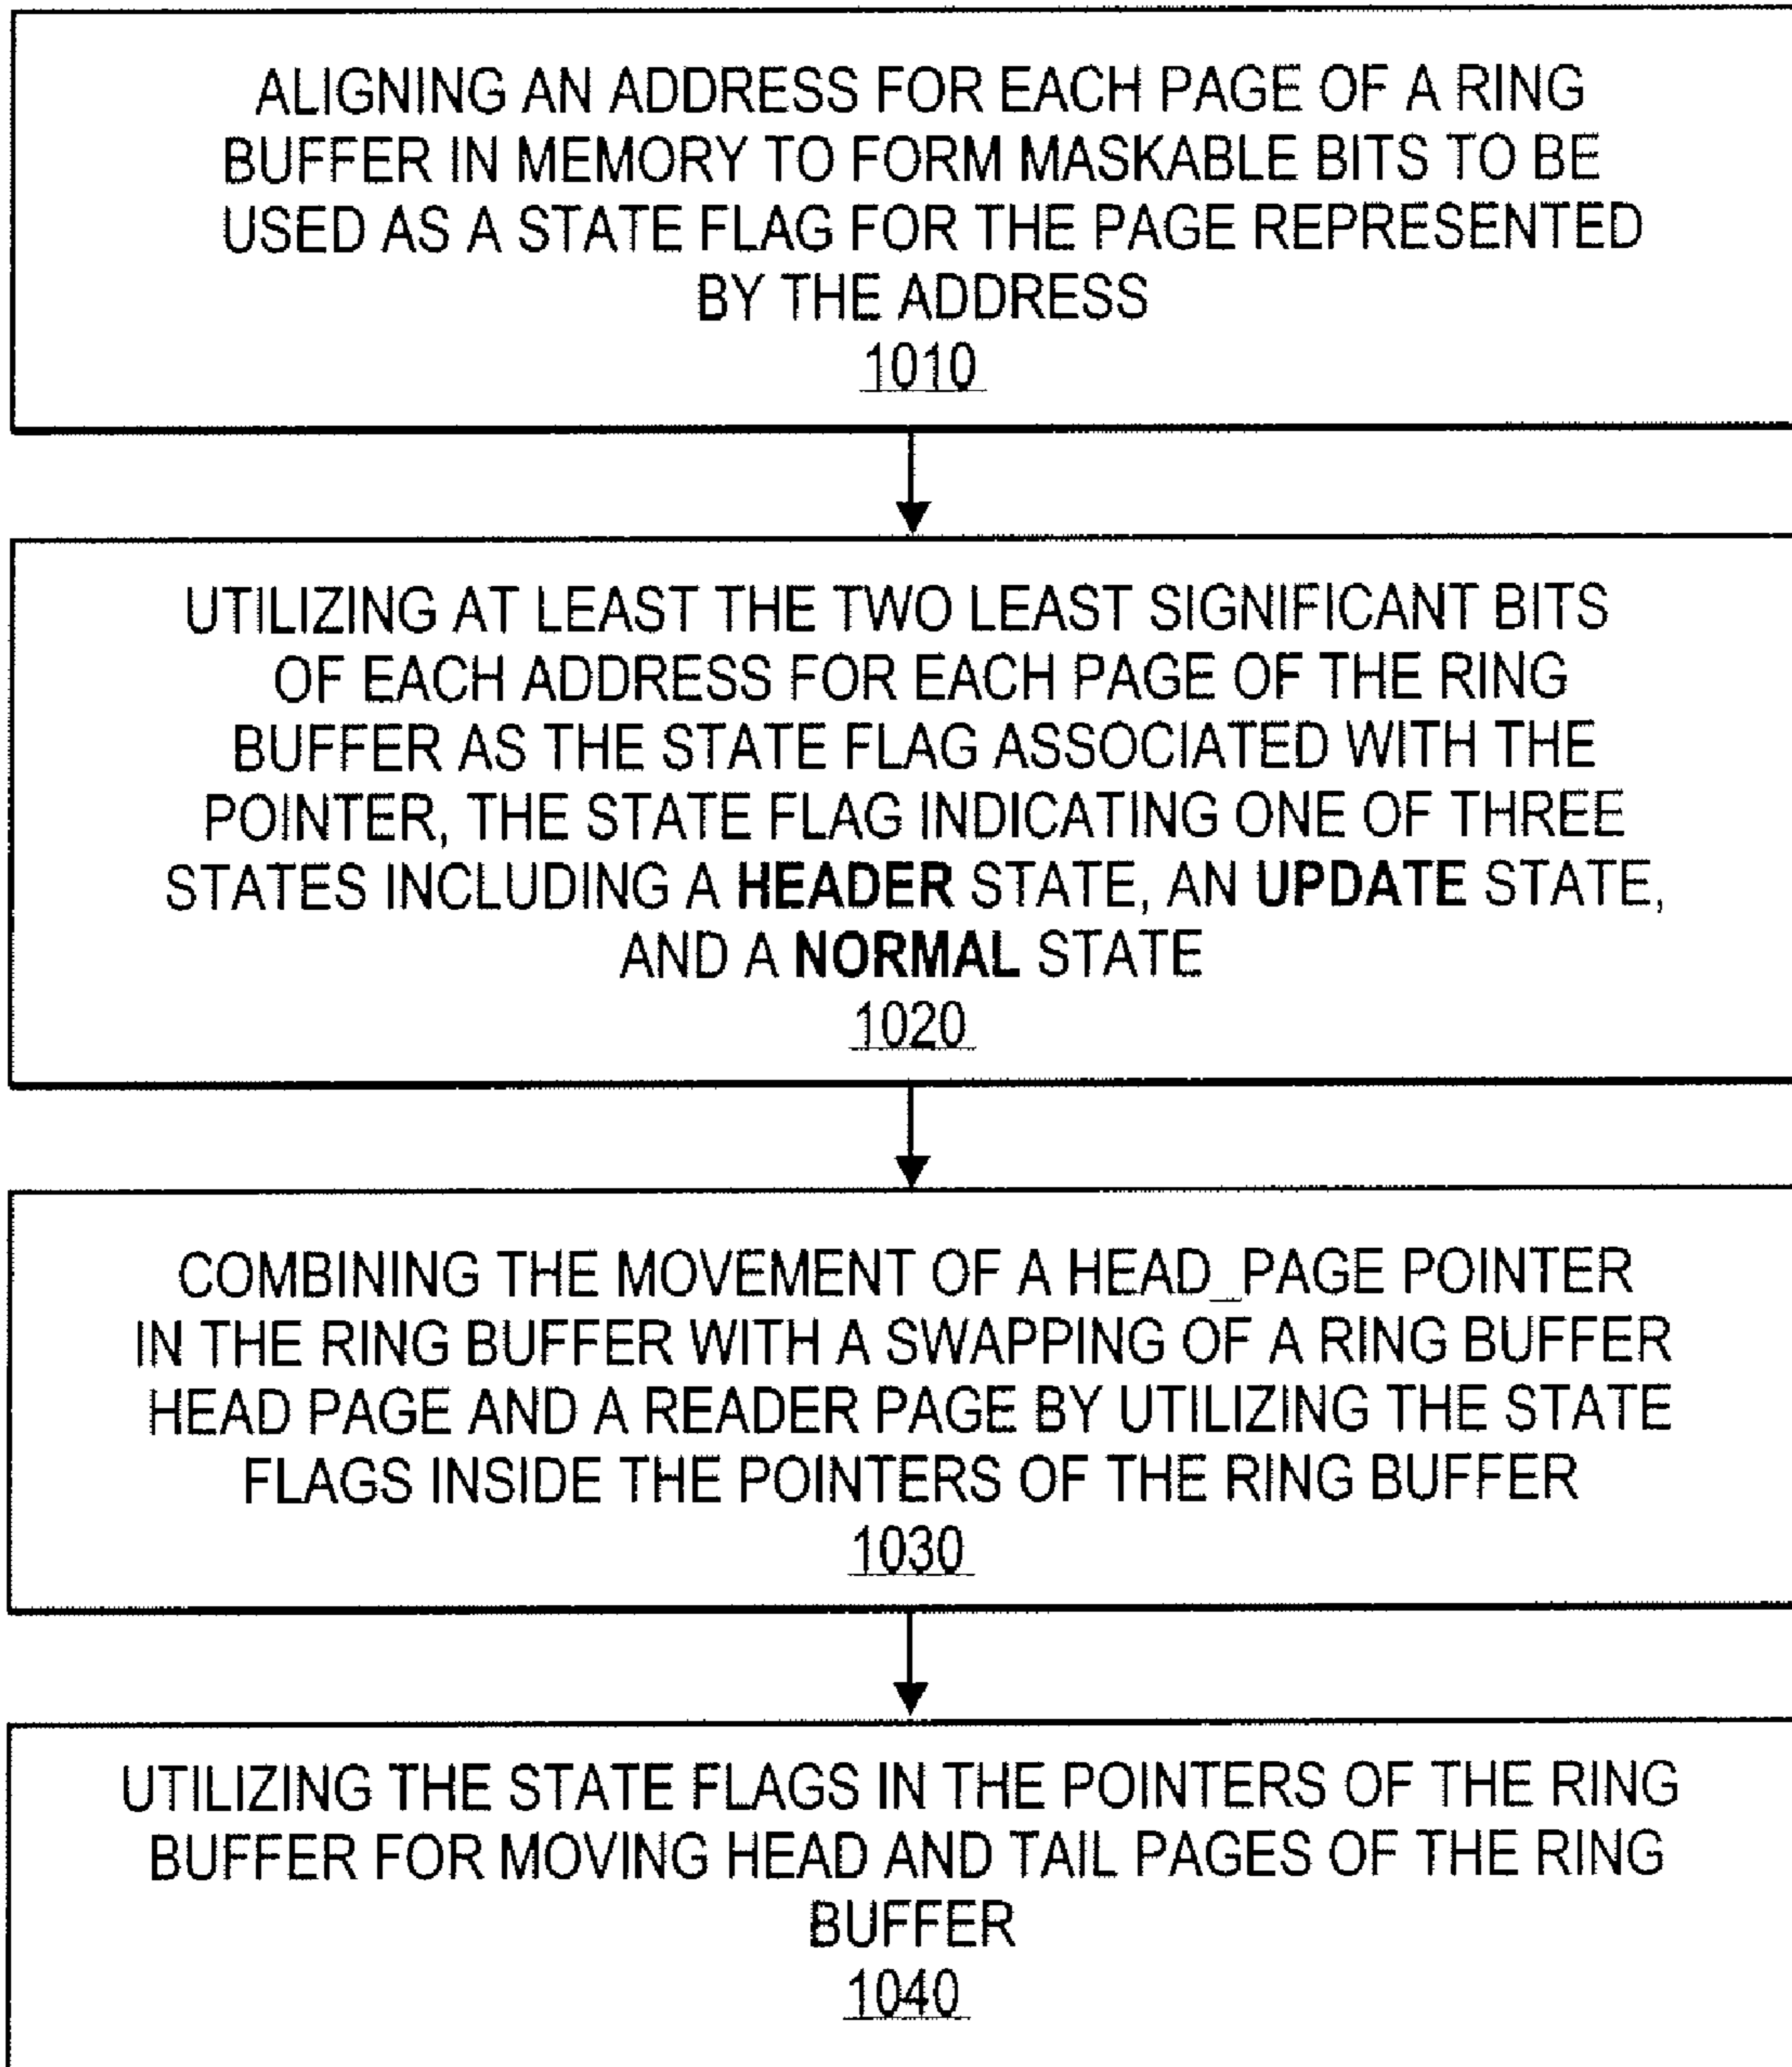 ALIGNING AN ADDRESS FOR EACH PAGE OF A RING
BUFFER IN MEMORY TO FORM MASKABLE BITS TO BE
USED AS A STATE FLAG FOR THE PAGE REPRESENTED
BY THE ADDRESS
1010
UTILIZING AT LEAST THE TWO LEAST SIGNIFICANT BITS
OF EACH ADDRESS FOR EACH PAGE OF THE RING
BUFFER AS THE STATE FLAG ASSOCIATED WITH THE
POINTER, THE STATE FLAG INDICATING ONE OF THREE
STATES INCLUDING A HEADER STATE, AN UPDATE STATE,
AND A NORMAL STATE
1020
COMBINING THE MOVEMENT OF A HEAD_PAGE POINTER
IN THE RING BUFFER WITH A SWAPPING OF A RING BUFFER
HEAD PAGE AND A READER PAGE BY UTILIZING THE STATE
FLAGS INSIDE THE POINTERS OF THE RING BUFFER
1030
UTILIZING THE STATE FLAGS IN THE POINTERS OF THE RING
BUFFER FOR MOVING HEAD AND TAIL PAGES OF THE RING
BUFFER
1040